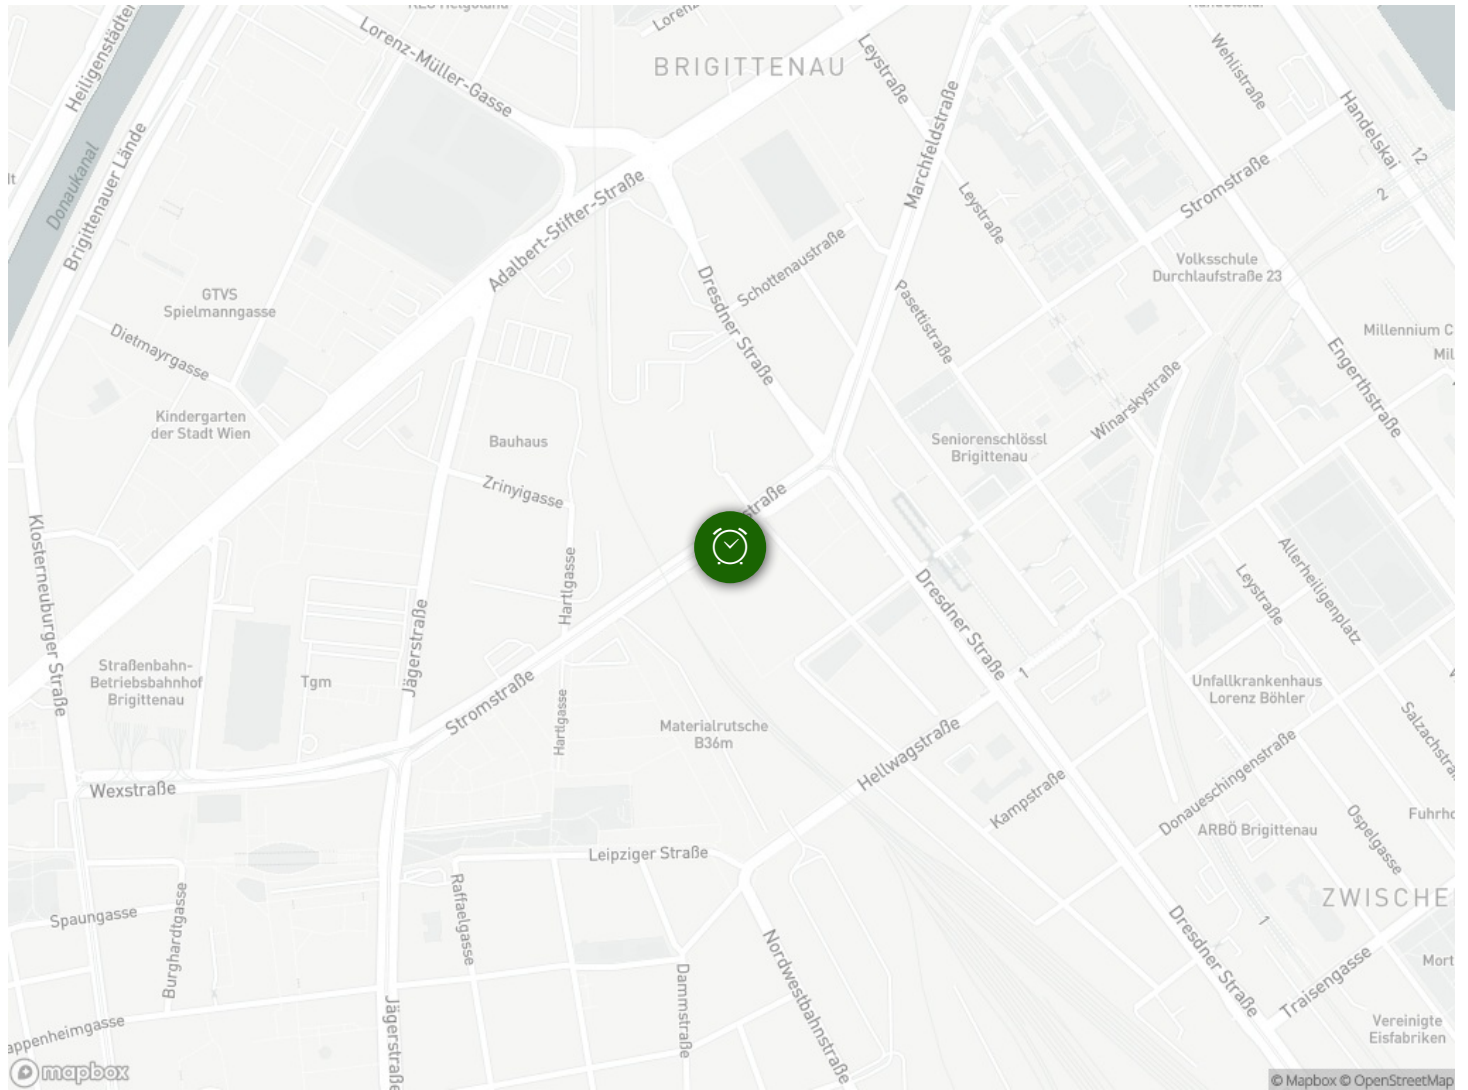 Heiligenstädter
Lorenz-Müller-Gasse
BRIGITTENAU
Leystraße
Wehlistraße
Handelskai
12
2
Donaukanal
Brigittenauer Lände
Marchfeldstraße
Stromstraße
Adalbert-Stifter-Straße
Leystraße
Volksschule
Durchlaufstraße 23
GTVS
Spielmanngasse
Schottenaustraße
Dresdner Straße
Pasettistraße
Dietmayrgasse
Millennium C
Mil
Engerthstraße
Winarskystraße
Kindergarten
der Stadt Wien
Bauhaus
Seniorenschlössl
Brigittenau
Zrinyigasse
straße
Klosterneuburger Straße
Hartlgasse
Allerheiligenplatz
Leystraße
Dresdner Straße
Jägerstraße
Straßenbahn-
Betriebsbahnhof
Brigittenau
Tgm
Stromstraße
Hartlgasse
1
Unfallkrankenhaus
Lorenz Böhler
Salzachstra
Materialrutsche
B36m
Hellwagstraße
Wexstraße
Kampstraße
Donaueschingenstraße
ARBÖ Brigittenau
Ospelgasse
Fuhrho
Leipziger Straße
Raffaelgasse
ZWISCHE
Spaungasse
Burghardtgasse
1
Dresdner Straße
Nordwestbahnstraße
Dammstraße
Traisengasse
Mort
Jägerstraße
appenheimgasse
Vereinigte
Eisfabriken
mapbox
© Mapbox © OpenStreetMap